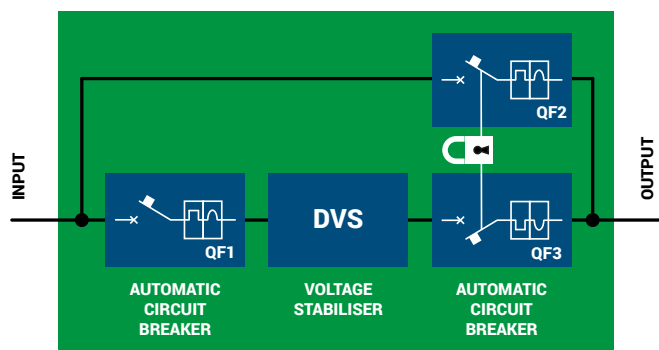 QF2
INPUT
OUTPUT
QF1
DVS
QF3
AUTOMATIC
CIRCUIT
BREAKER
VOLTAGE
STABILISER
AUTOMATIC
CIRCUIT
BREAKER